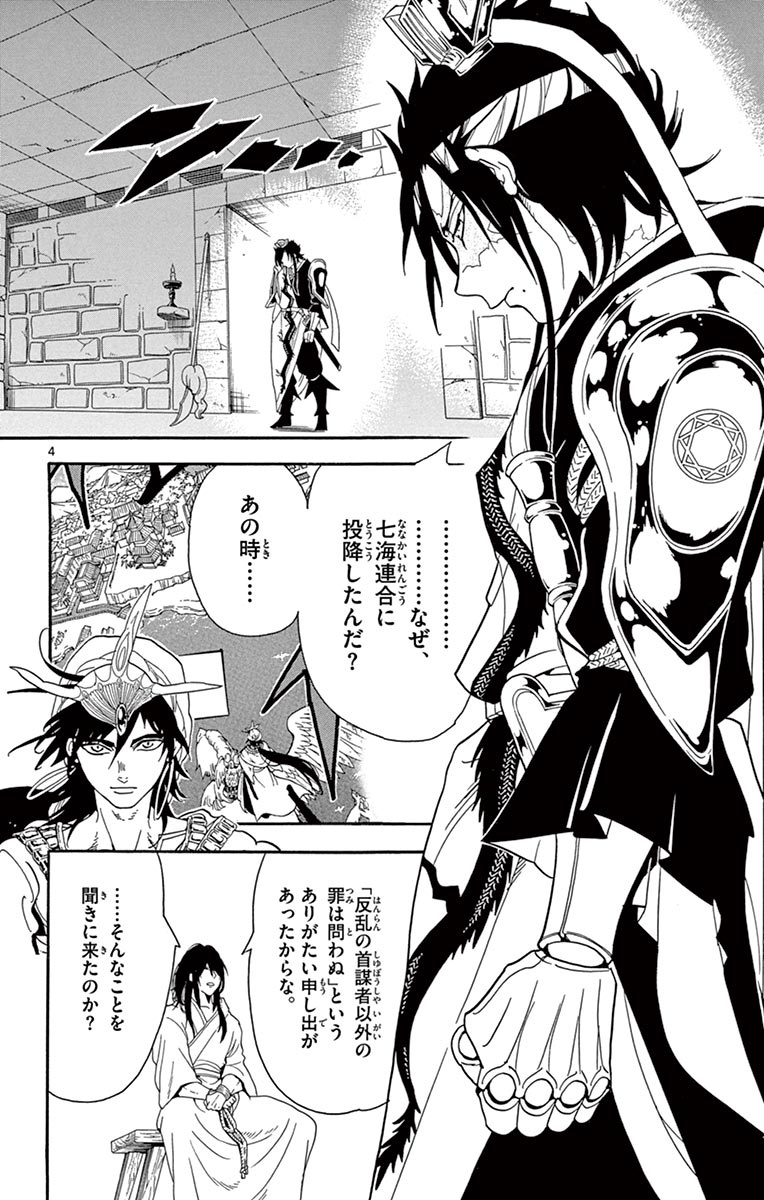 …………………
……………なぜ、
七海連合に
投降したんだ？
あの時……
「反乱の首謀者以外の
罪は問わぬ」という
ありがたい申し出が
あったからな。
……そんなことを
聞きに来たのか？
4